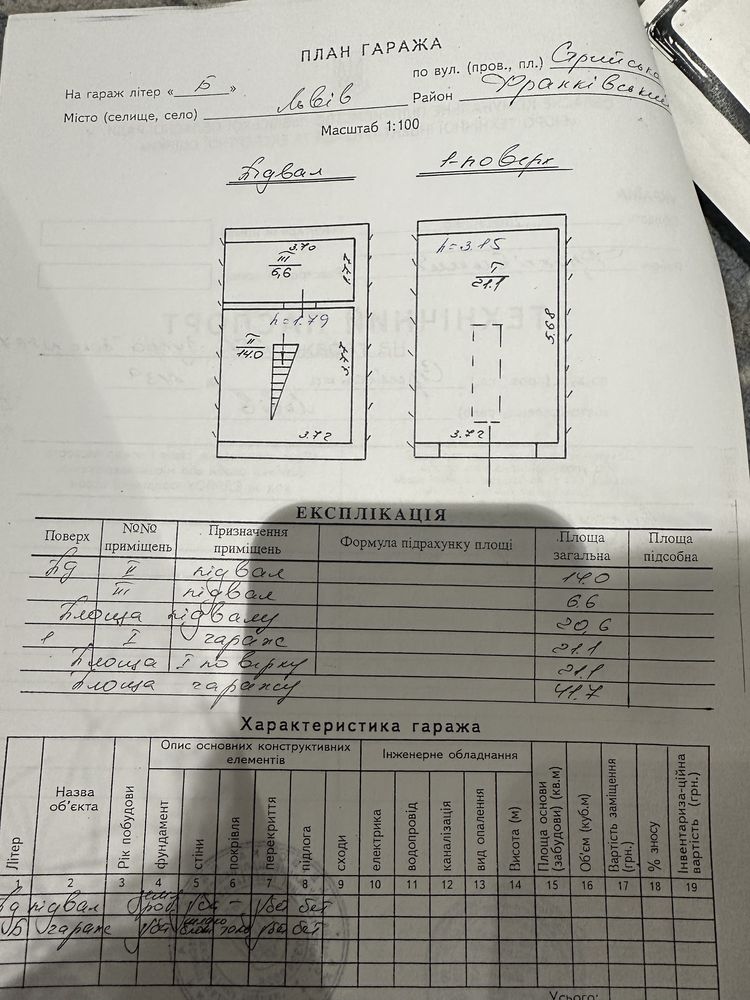 ПЛАН ГАРАЖА
по вул. (пров., пл.) Стрийська
На гараж літер « Б »
Місто (селище, село) Львів Район Франківський
Масштаб 1:100
Підвал 1-поверх
3.70
III
6,6
1.77
h=1.79
II
14.0
3.77
3.72
h=3.15
I
21.1
5.68
3.72
ЕКСПЛІКАЦІЯ
Поверх №№ приміщень Призначення приміщень Формула підрахунку площі Площа загальна Площа підсобна
Пд II підвал 14.0
III підвал 6.6
Площа підвалу 20,6
1 I гараж 21.1
Площа I поверху 21.1
Площа гаражу 41.7
Характеристика гаража
Літер Назва об'єкта Рік побудови Опис основних конструктивних елементів Інженерне обладнання
фундамент стіни покрівля перекриття підлога сходи електрика водопровід каналізація вид опалення Висота (м) Площа основи (забудови) (кв.м) Об'єм (куб.м) Вартість заміщення (грн.) % зносу Інвентариза-ційна вартість (грн.)
1 2 3 4 5 6 7 8 9 10 11 12 13 14 15 16 17 18 19
Пд підвал з/б – з/б бет
Б гараж з/б з/б бет
Усього: